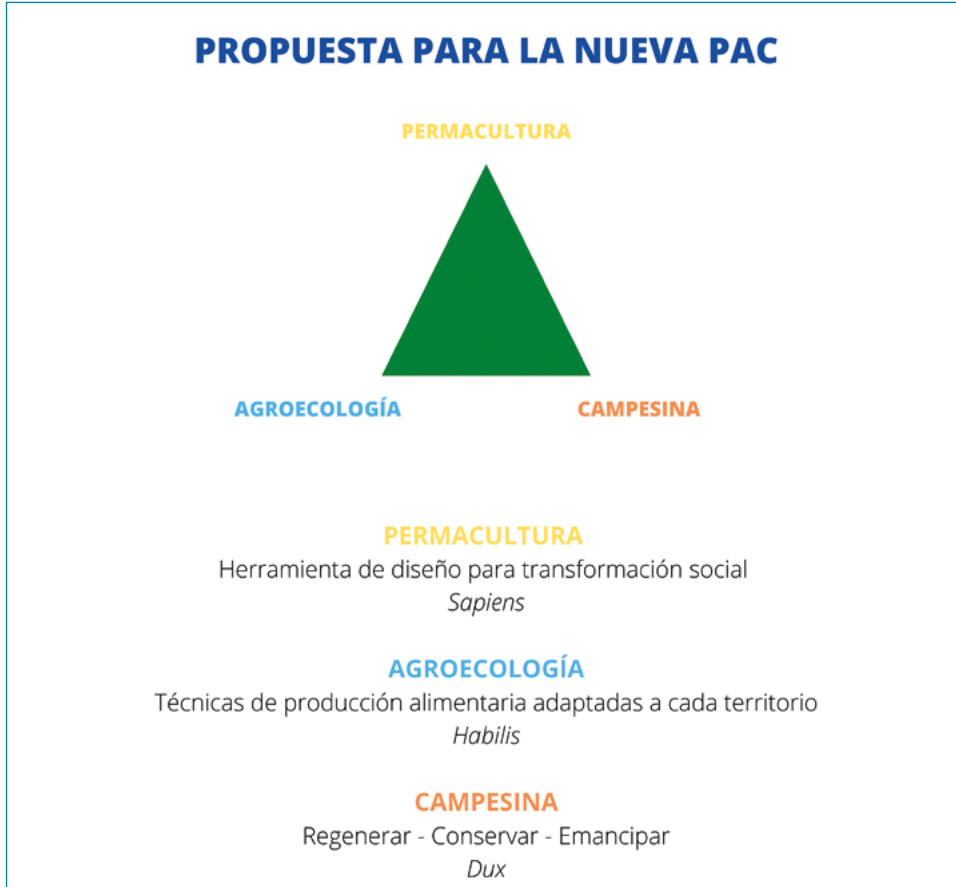 PROPUESTA PARA LA NUEVA PAC
PERMACULTURA
AGROECOLOGÍA
CAMPESINA
PERMACULTURA
Herramienta de diseño para transformación social
Sapiens
AGROECOLOGÍA
Técnicas de producción alimentaria adaptadas a cada territorio
Habilis
CAMPESINA
Regenerar - Conservar - Emancipar
Dux